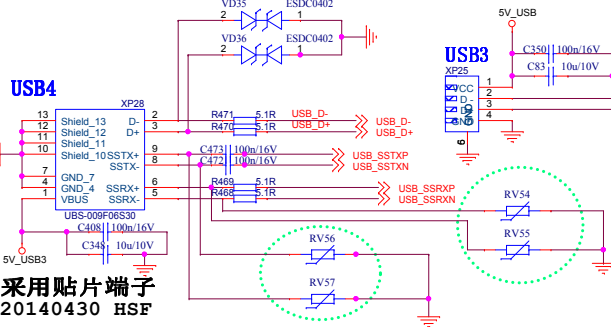 VD35 ESDC0402
2 1
VD36 ESDC0402
2 1
5V_USB
C350 100n/16V
C83 10u/10V
USB3
XP25
VCC 1
D- 2
D+ 3
GND 4
6
USB4
XP28
13 Shield_13 D- 2 R471 5.1R USB_D- USB_D-
12 Shield_12 D+ 3 R470 5.1R USB_D+ USB_D+
11 Shield_11
10 Shield_10 SSTX+ 9 C473 100n/16V USB_SSTXP
SSTX- 8 C472 100n/16V USB_SSTXN
7 GND_7
4 GND_4 SSRX+ 6 R469 5.1R USB_SSRXP
1 VBUS SSRX- 5 R468 5.1R USB_SSRXN
UBS-009F06S30
C408 100n/16V
C348 10u/10V
5V_USB3
RV54
RV55
RV56
RV57
采用贴片端子
20140430 HSF